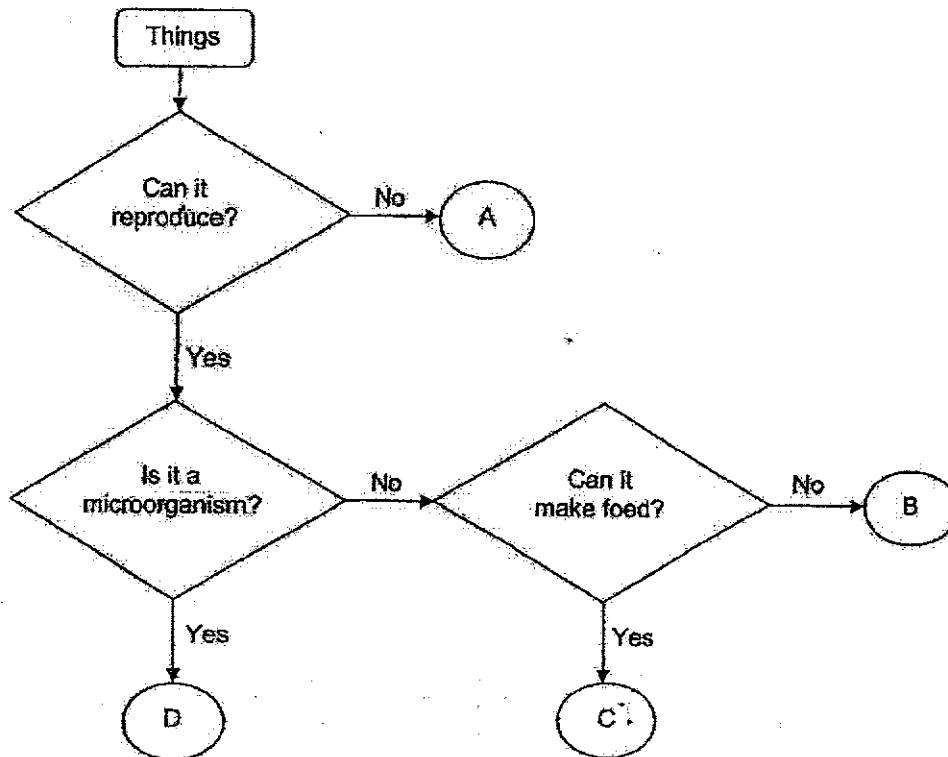 Things
Can it
reproduce?
No
A
Yes
Is it a
microorganism?
No
Can it
make food?
No
B
Yes
D
Yes
C